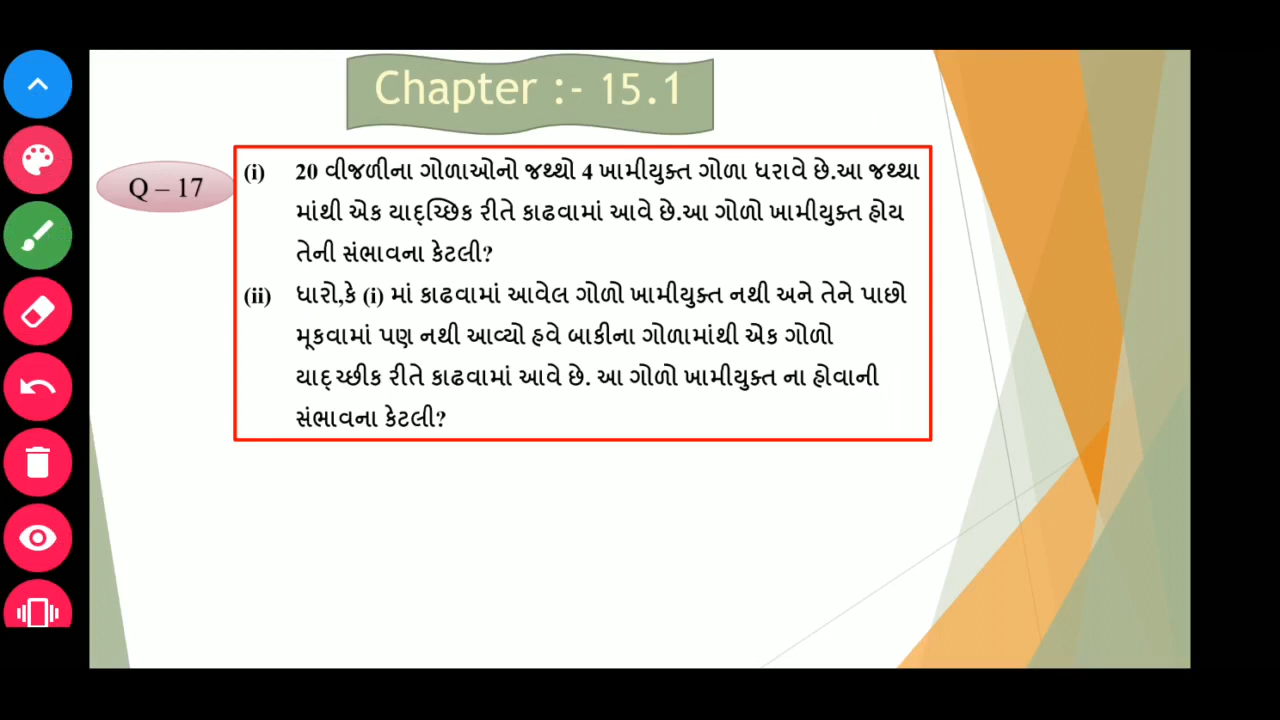 Chapter :- 15.1
Q – 17
(i) 20 વીજળીના ગોળાઓનો જથ્થો 4 ખામીયુક્ત ગોળા ધરાવે છે.આ જથ્થા
માંથી એક યાદ્ચ્છિક રીતે કાઢવામાં આવે છે.આ ગોળો ખામીયુક્ત હોય
તેની સંભાવના કેટલી?
(ii) ધારો,કે (i) માં કાઢવામાં આવેલ ગોળો ખામીયુક્ત નથી અને તેને પાછો
મૂકવામાં પણ નથી આવ્યો હવે બાકીના ગોળામાંથી એક ગોળો
યાદ્ચ્છીક રીતે કાઢવામાં આવે છે. આ ગોળો ખામીયુક્ત ના હોવાની
સંભાવના કેટલી?